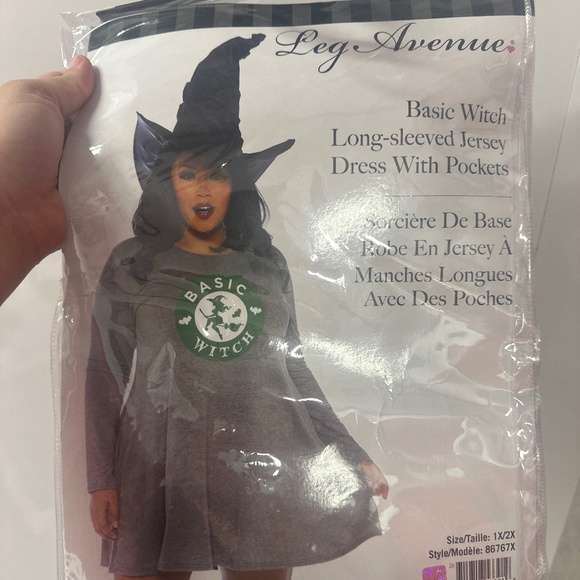 Leg Avenue
Basic Witch
Long-sleeved Jersey
Dress With Pockets
Sorcière De Base
Robe En Jersey À
Manches Longues
Avec Des Poches
BASIC
WITCH
Size/Taille: 1X/2X
Style/Modèle: 86767X